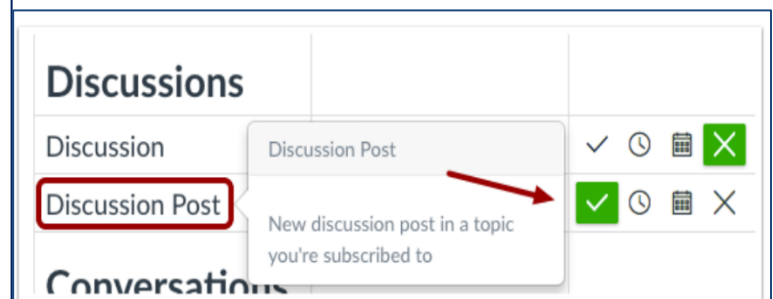 Discussions
Discussion
Discussion Post
Discussion Post
New discussion post in a topic
you're subscribed to
Conversations